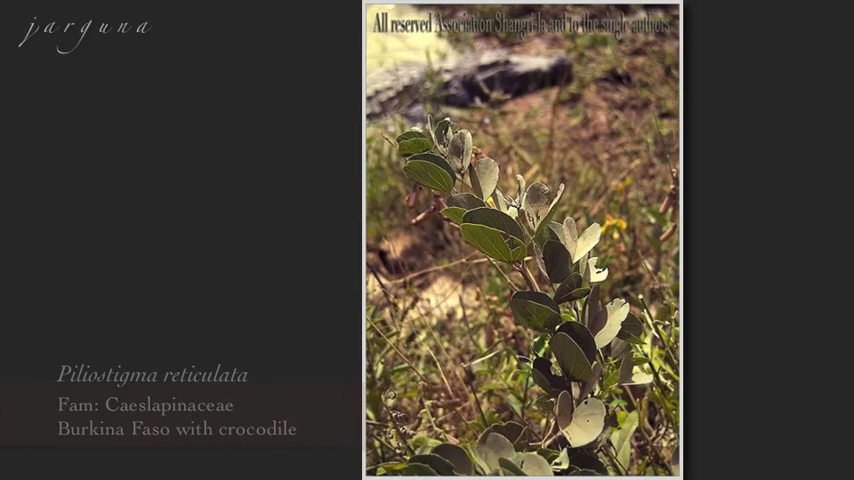 jarguna
All reserved Association Shangri-la and to the single authors
Piliostigma reticulata
Fam: Caeslapinaceae
Burkina Faso with crocodile